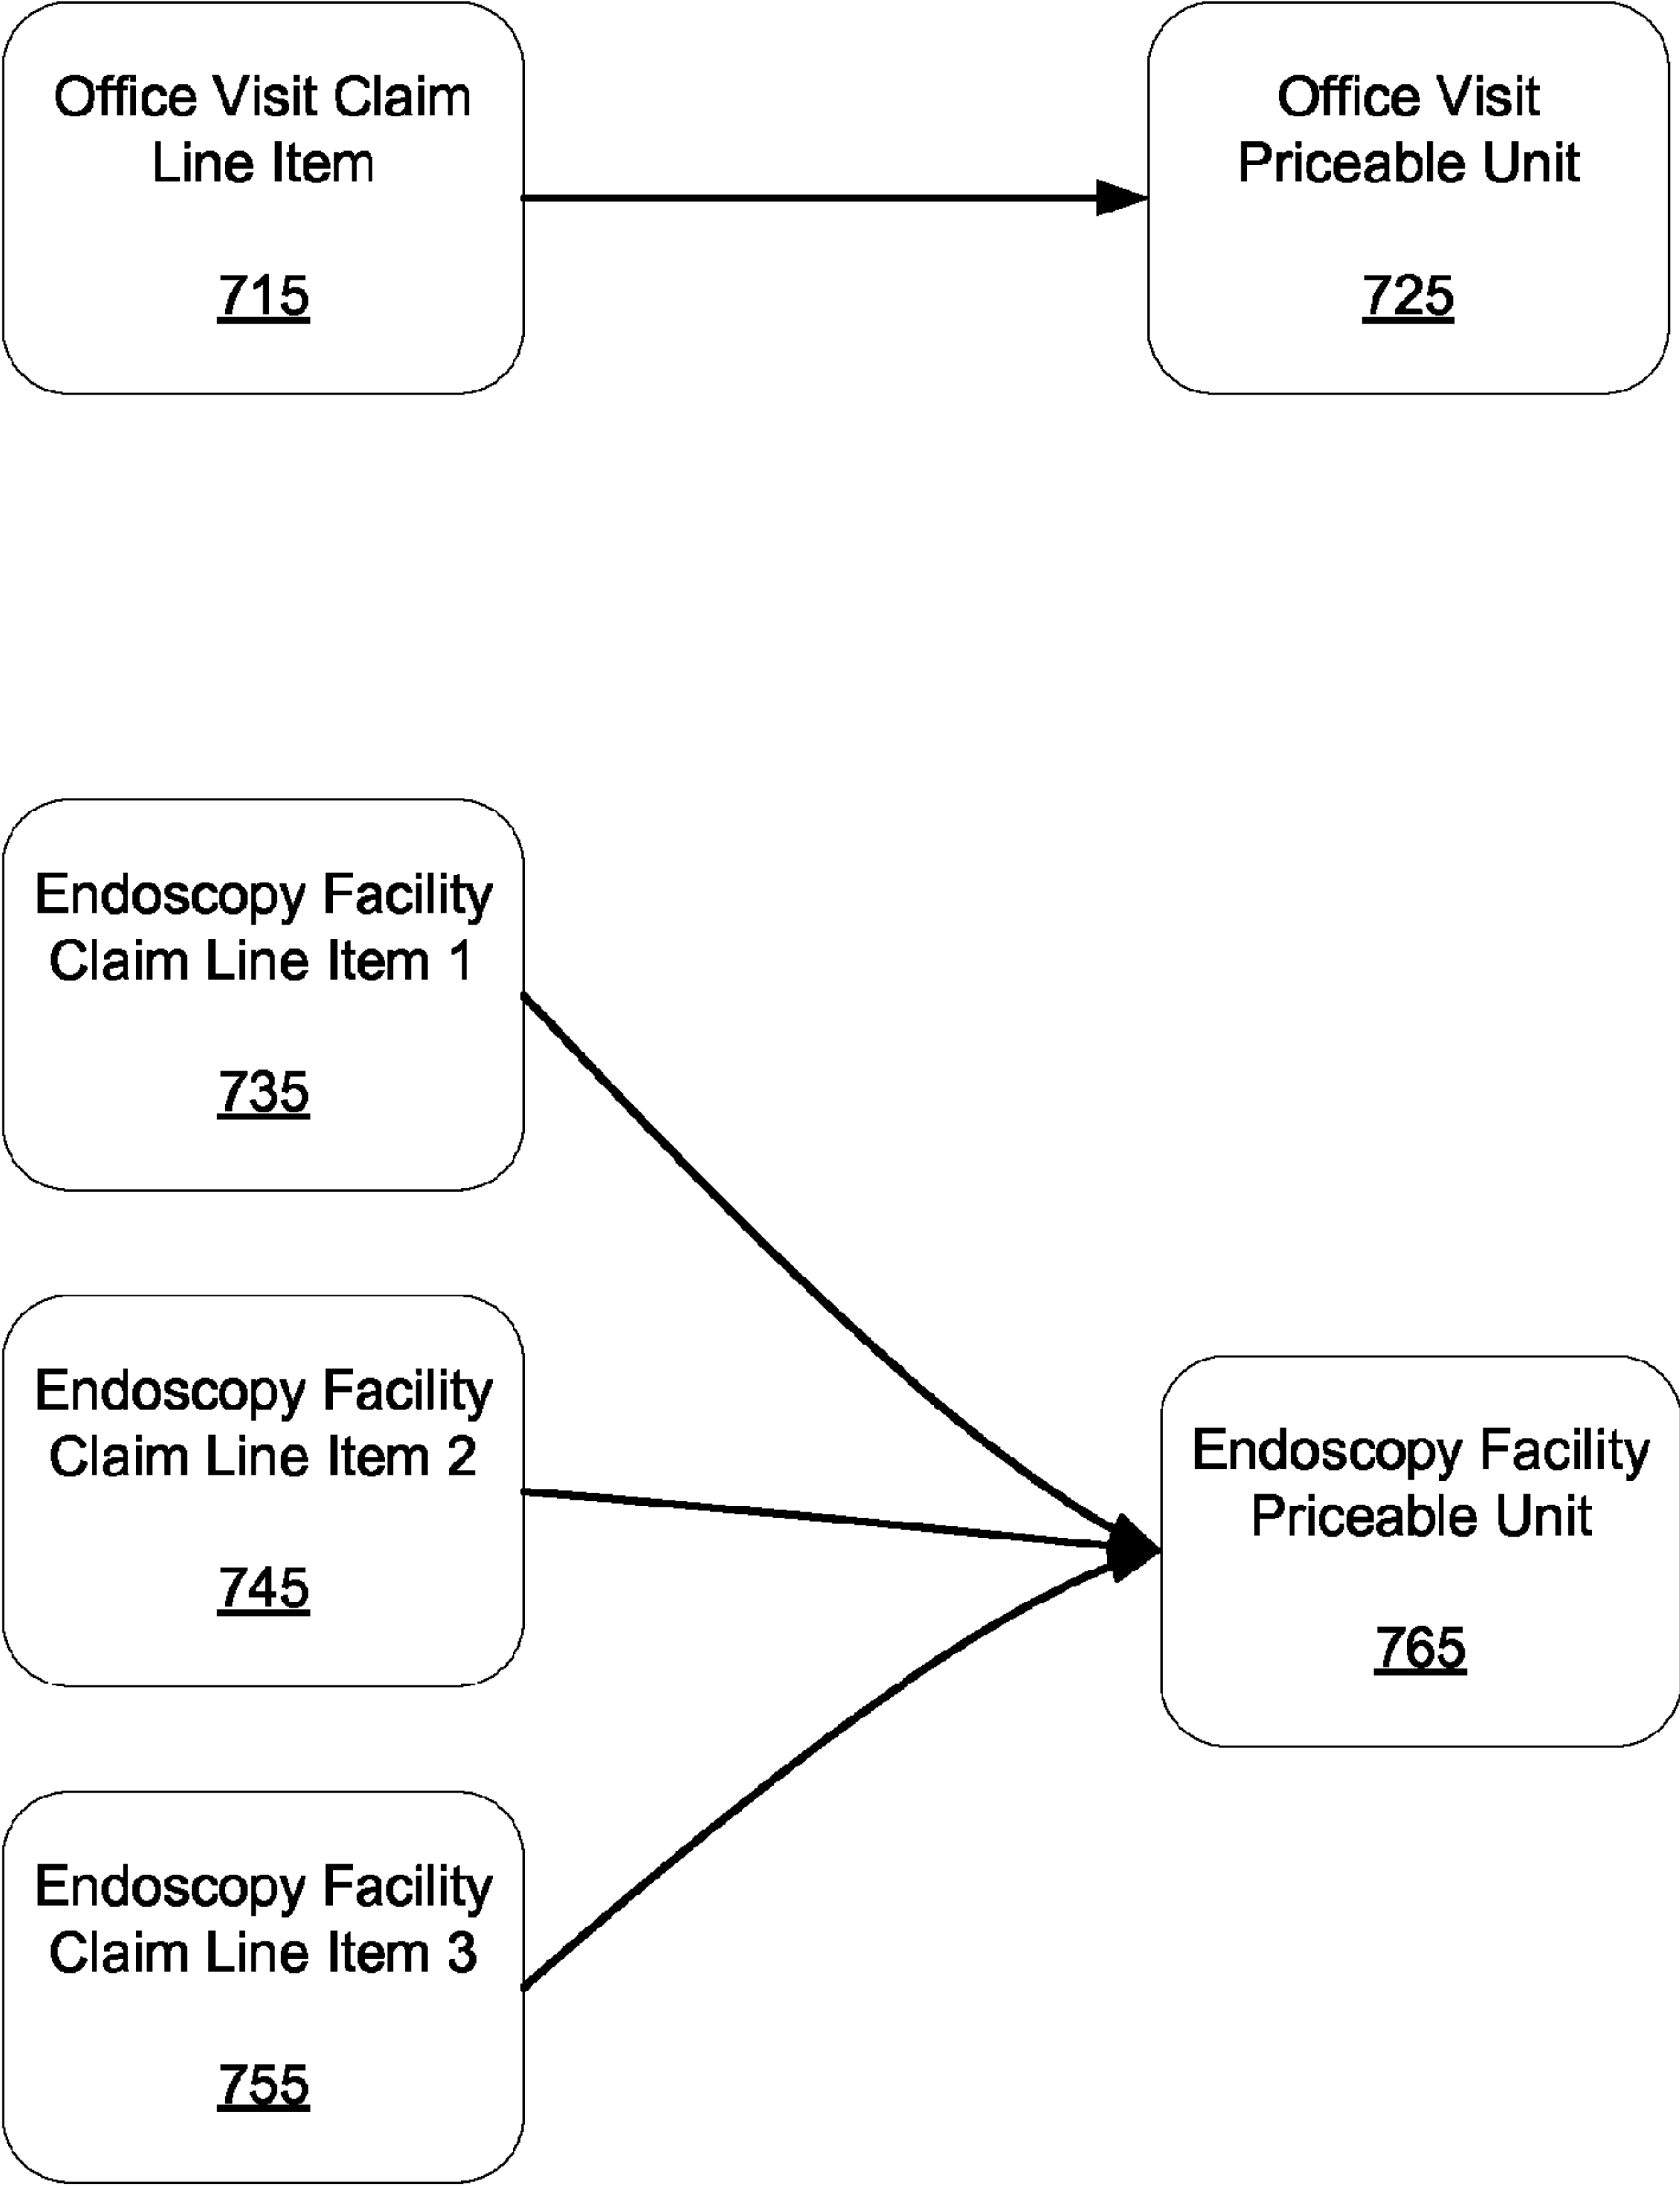 Office Visit Claim
Line Item
715
Office Visit
Priceable Unit
725
Endoscopy Facility
Claim Line Item 1
735
Endoscopy Facility
Claim Line Item 2
745
Endoscopy Facility
Claim Line Item 3
755
Endoscopy Facility
Priceable Unit
765